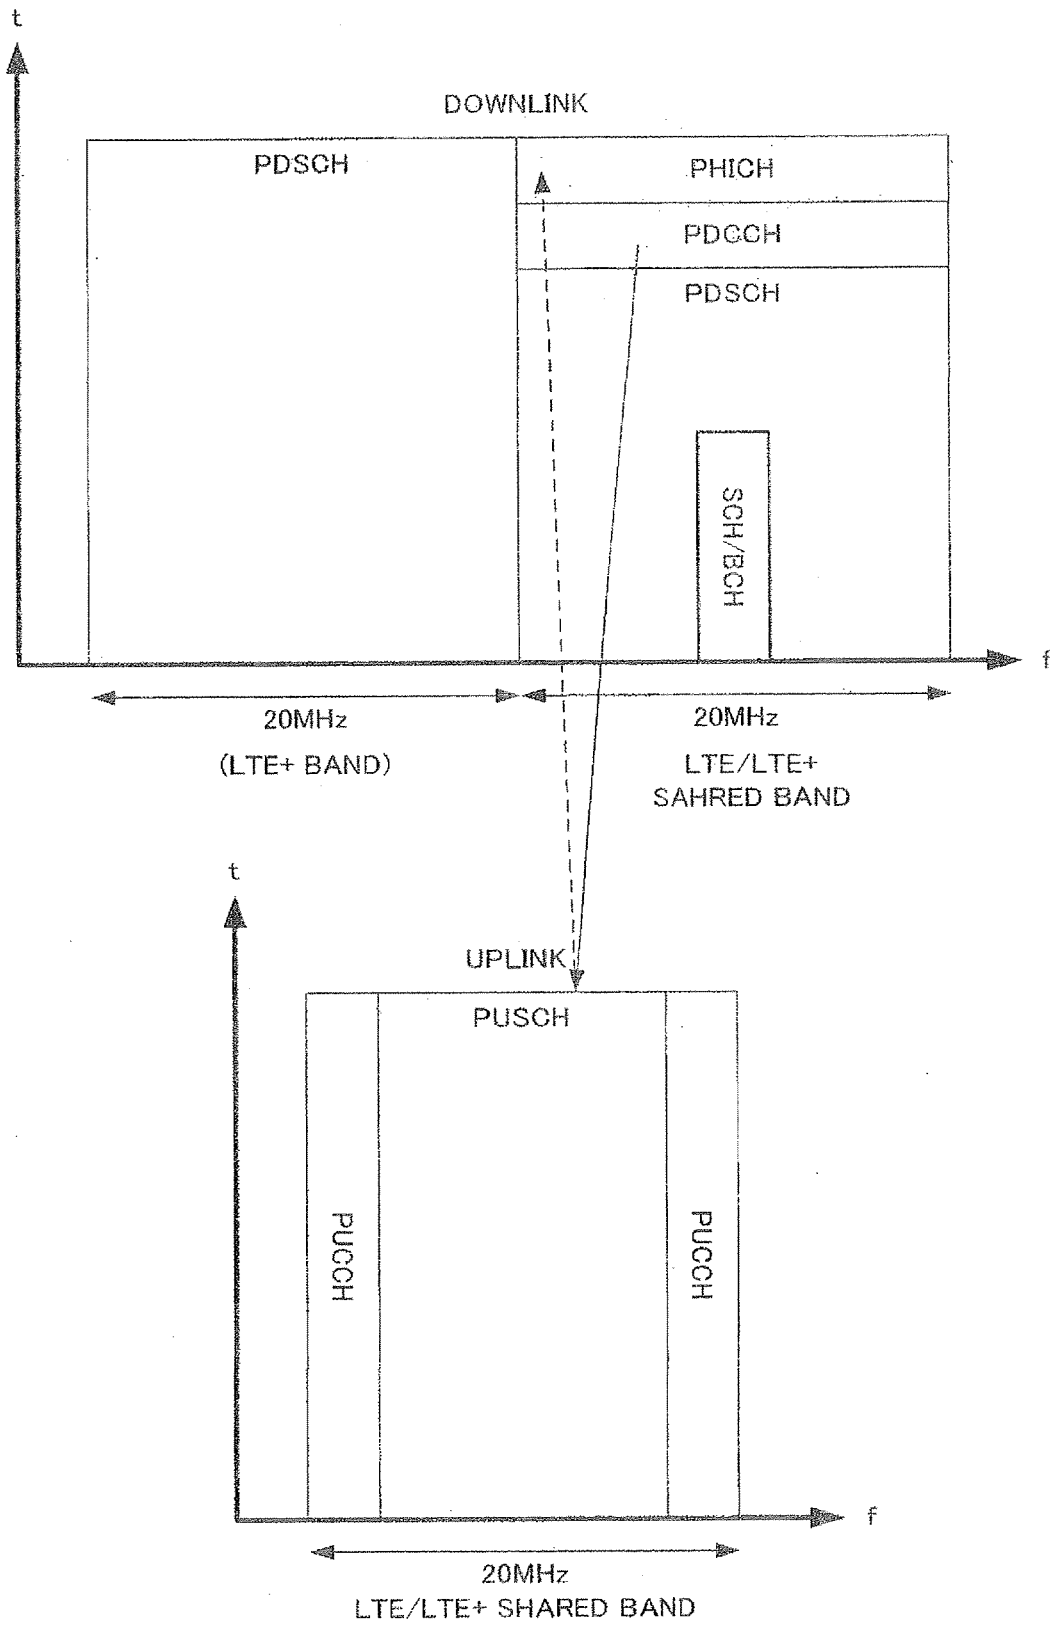 t
DOWNLINK
PDSCH
PHICH
PDCCH
PDSCH
SCH/BCH
f
20MHz
(LTE+ BAND)
20MHz
LTE/LTE+
SAHRED BAND
t
UPLINK
PUSCH
PUCCH
PUCCH
f
20MHz
LTE/LTE+ SHARED BAND